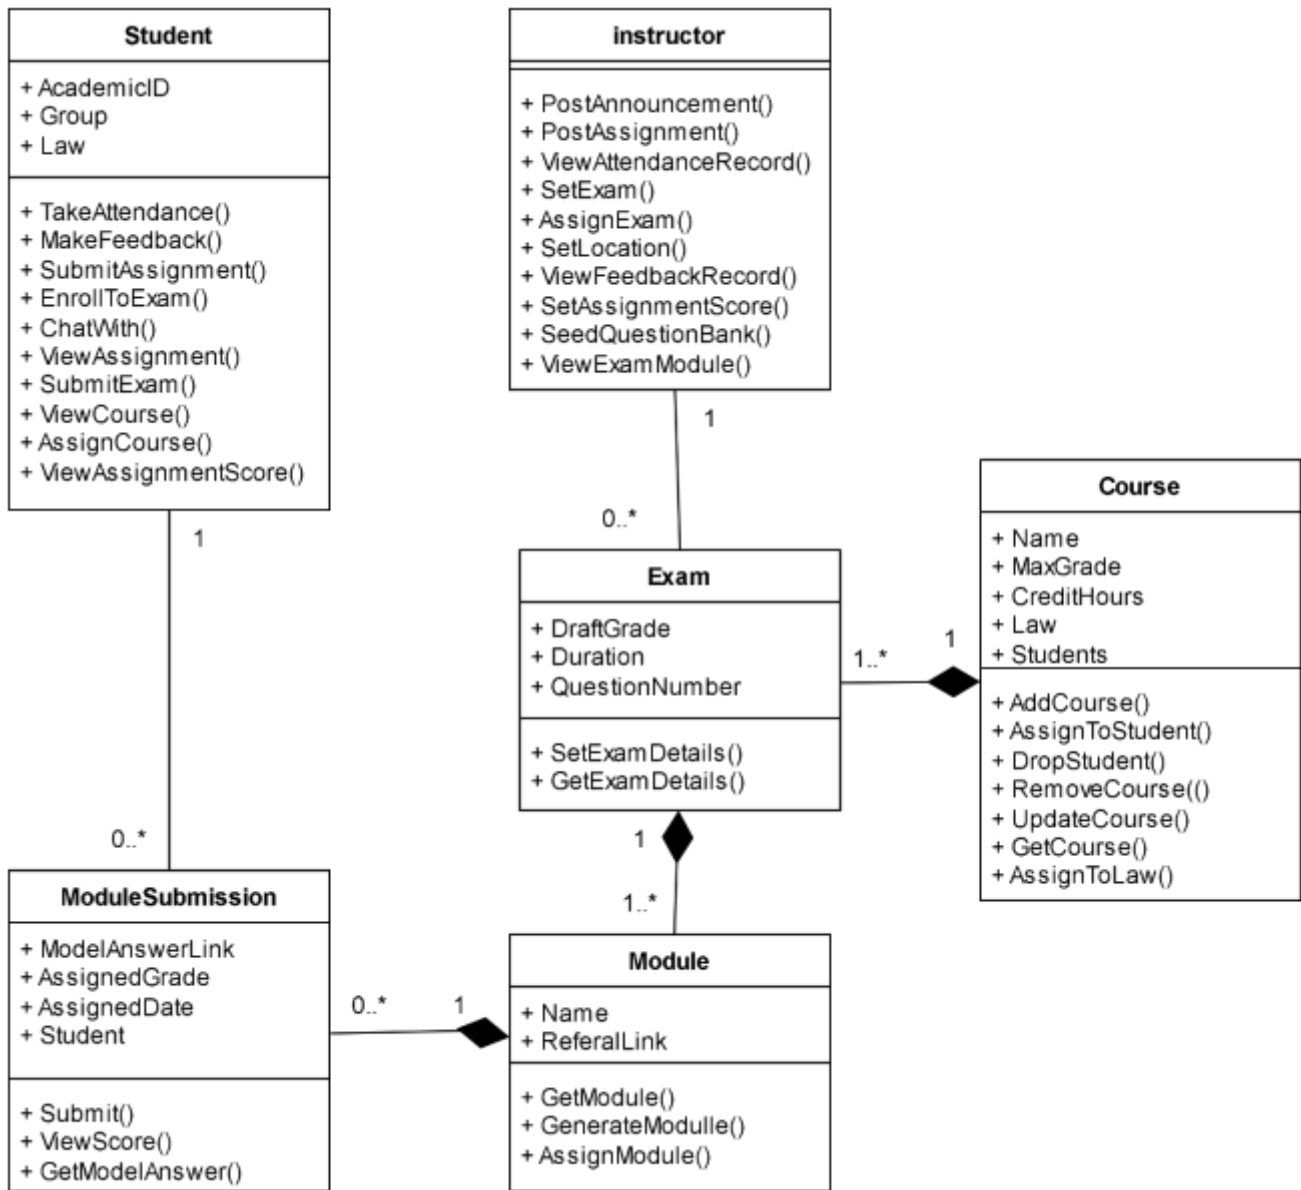 Student
+ AcademicID
+ Group
+ Law
+ TakeAttendance()
+ MakeFeedback()
+ SubmitAssignment()
+ EnrollToExam()
+ ChatWith()
+ ViewAssignment()
+ SubmitExam()
+ ViewCourse()
+ AssignCourse()
+ ViewAssignmentScore()
1
0..*
instructor
+ PostAnnouncement()
+ PostAssignment()
+ ViewAttendanceRecord()
+ SetExam()
+ AssignExam()
+ SetLocation()
+ ViewFeedbackRecord()
+ SetAssignmentScore()
+ SeedQuestionBank()
+ ViewExamModule()
1
0..*
Exam
+ DraftGrade
+ Duration
+ QuestionNumber
+ SetExamDetails()
+ GetExamDetails()
1..*
1
Course
+ Name
+ MaxGrade
+ CreditHours
+ Law
+ Students
+ AddCourse()
+ AssignToStudent()
+ DropStudent()
+ RemoveCourse(()
+ UpdateCourse()
+ GetCourse()
+ AssignToLaw()
1
1..*
ModuleSubmission
+ ModelAnswerLink
+ AssignedGrade
+ AssignedDate
+ Student
+ Submit()
+ ViewScore()
+ GetModelAnswer()
0..*
1
Module
+ Name
+ ReferalLink
+ GetModule()
+ GenerateModulle()
+ AssignModule()